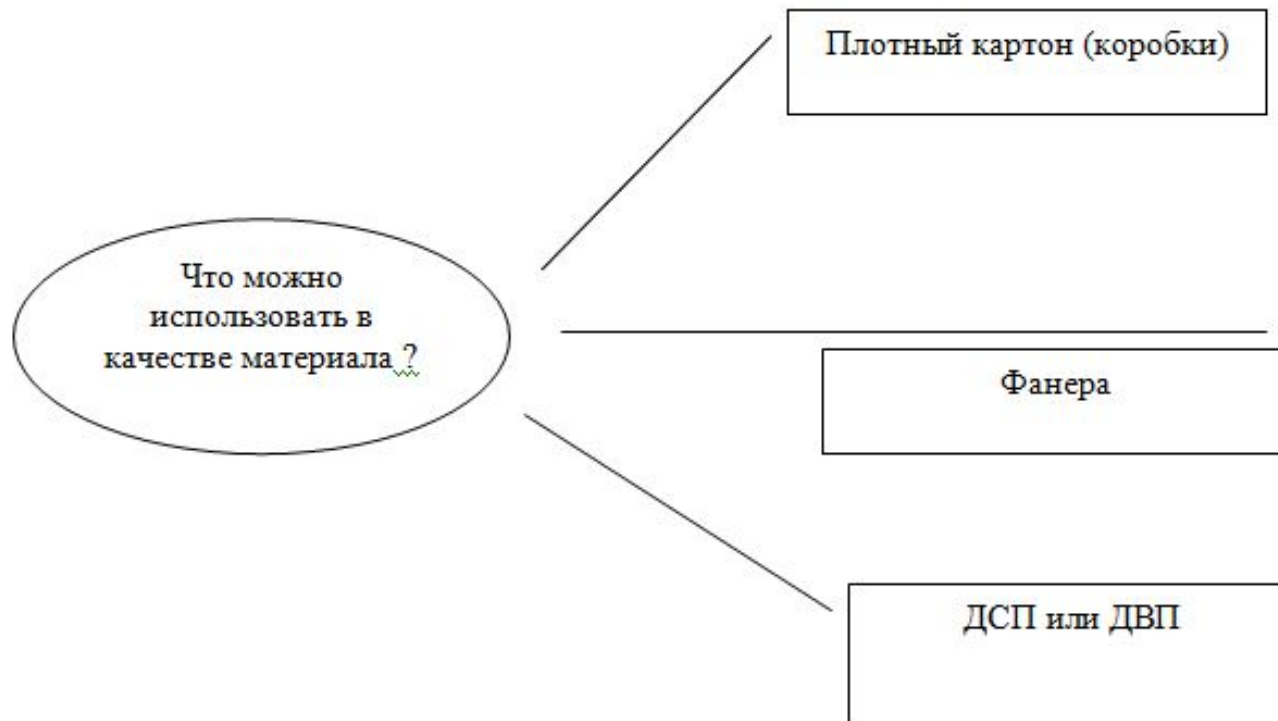 Плотный картон (коробки)
Что можно
использовать в
качестве материала ?
Фанера
ДСП или ДВП